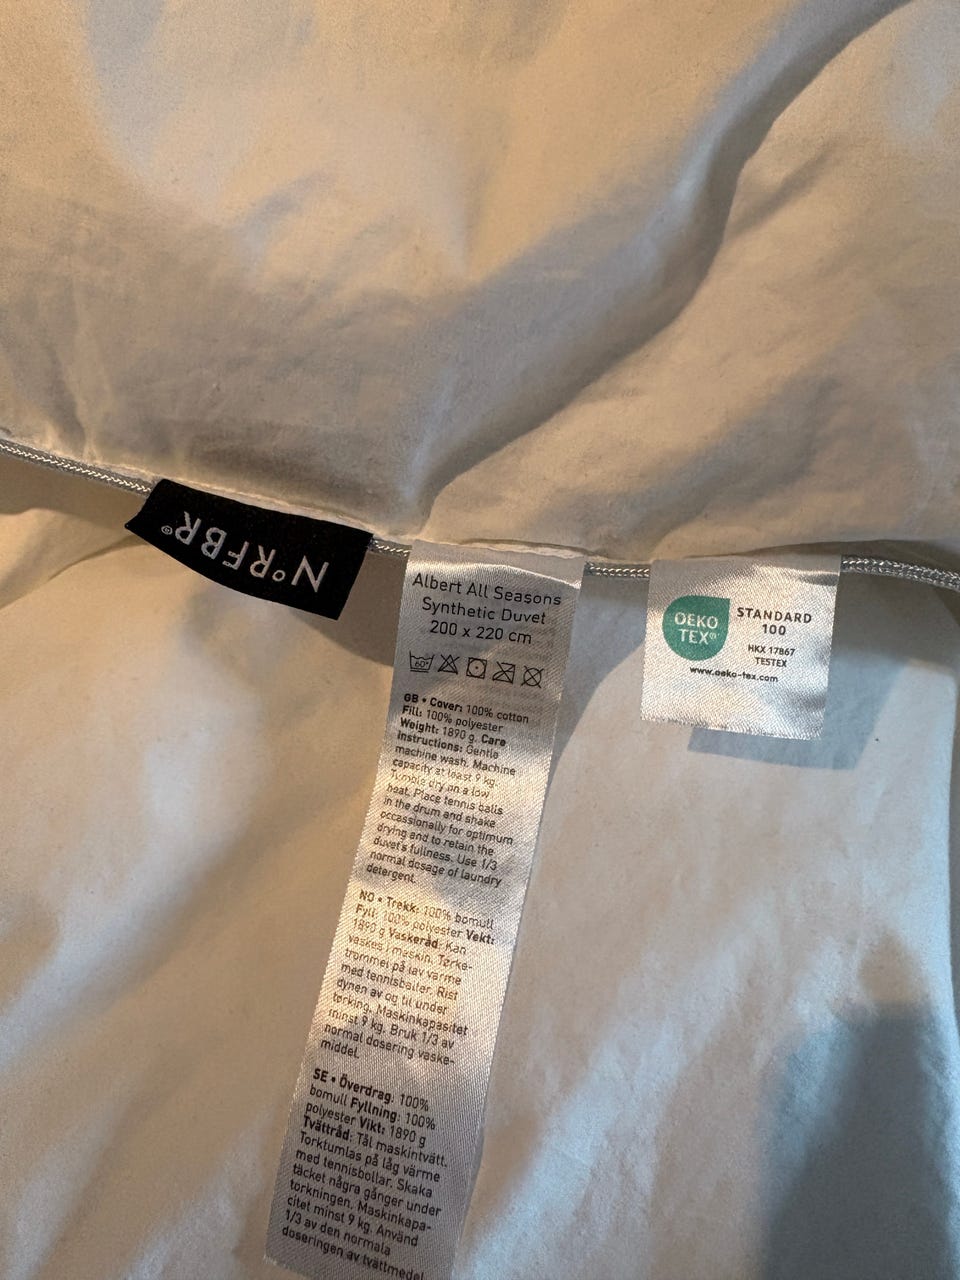 N°RFBR®
Albert All Seasons
Synthetic Duvet
200 x 220 cm
60°
GB • Cover: 100% cotton
Fill: 100% polyester
Weight: 1890 g. Care
instructions: Gentle
machine wash. Machine
capacity at least 9 kg.
Tumble dry on a low
heat. Place tennis balls
in the drum and shake
occassionally for optimum
drying and to retain the
duvet's fullness. Use 1/3
normal dosage of laundry
detergent.
NO • Trekk: 100% bomull
Fyll: 100% polyester Vekt:
1890 g Vaskeråd: Kan
vaskes i maskin. Tørke-
trommel på lav varme
med tennisballer. Rist
dynen av og til under
tørking. Maskinkapasitet
minst 9 kg. Bruk 1/3 av
normal dosering vaske-
middel.
SE • Överdrag: 100%
bomull Fyllning: 100%
polyester Vikt: 1890 g
Tvättråd: Tål maskintvätt.
Torktumlas på låg värme
med tennisbollar. Skaka
täcket några gånger under
torkningen. Maskinkapa-
citet minst 9 kg. Använd
1/3 av den normala
doseringen av tvättmedel
OEKO
TEX®
STANDARD
100
HKX 17867
TESTEX
www.oeko-tex.com